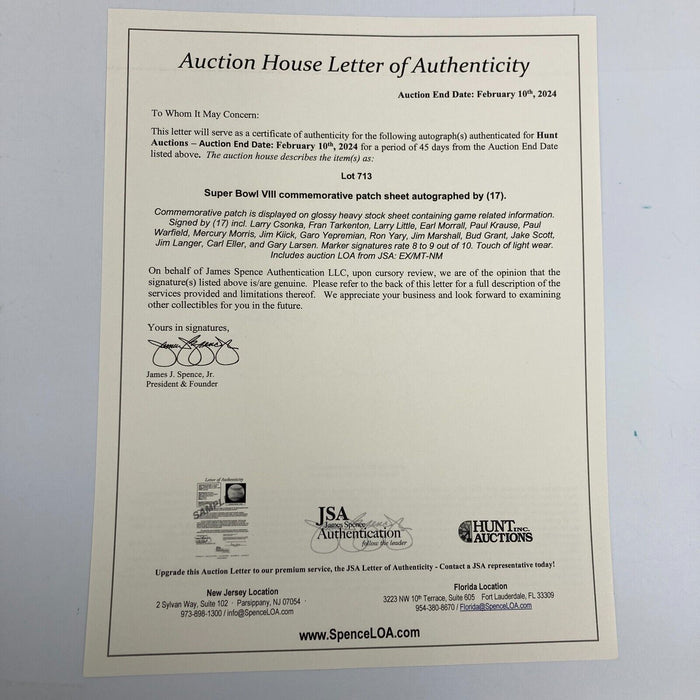 Auction House Letter of Authenticity
Auction End Date: February 10th, 2024
To Whom It May Concern:
This letter will serve as a certificate of authenticity for the following autograph(s) authenticated for Hunt
Auctions – Auction End Date: February 10th, 2024 for a period of 45 days from the Auction End Date
listed above. The auction house describes the item(s) as:
Lot 713
Super Bowl VIII commemorative patch sheet autographed by (17).
Commemorative patch is displayed on glossy heavy stock sheet containing game related information.
Signed by (17) incl. Larry Csonka, Fran Tarkenton, Larry Little, Earl Morrall, Paul Krause, Paul
Warfield, Mercury Morris, Jim Kiick, Garo Yepremian, Ron Yary, Jim Marshall, Bud Grant, Jake Scott,
Jim Langer, Carl Eller, and Gary Larsen. Marker signatures rate 8 to 9 out of 10. Touch of light wear.
Includes auction LOA from JSA: EX/MT-NM
On behalf of James Spence Authentication LLC, upon cursory review, we are of the opinion that the
signature(s) listed above is/are genuine. Please refer to the back of this letter for a full description of the
services provided and limitations thereof. We appreciate your business and look forward to examining
other collectibles for you in the future.
Yours in signatures,
James J. Spence, Jr.
President & Founder
Letter of Authenticity
SAMPLE
JSA
James Spence
Authentication
follow the leader
HUNT INC.
AUCTIONS
Upgrade this Auction Letter to our premium service, the JSA Letter of Authenticity - Contact a JSA representative today!
New Jersey Location
2 Sylvan Way, Suite 102 · Parsippany, NJ 07054 ·
973-898-1300 / info@SpenceLOA.com
Florida Location
3223 NW 10th Terrace, Suite 605 Fort Lauderdale, FL 33309
954-380-8670 / Florida@SpenceLOA.com
www.SpenceLOA.com